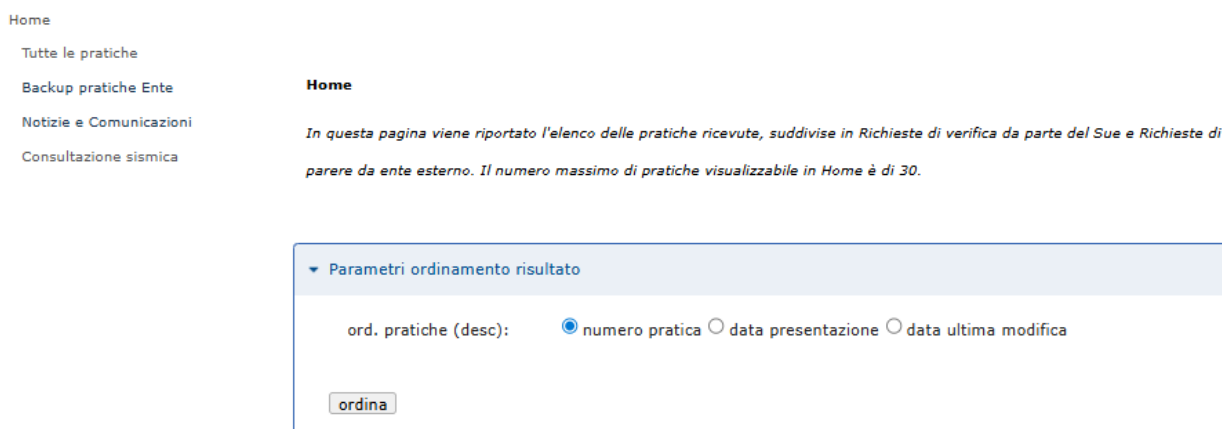 Home
Tutte le pratiche
Backup pratiche Ente
Notizie e Comunicazioni
Consultazione sismica
Home
In questa pagina viene riportato l'elenco delle pratiche ricevute, suddivise in Richieste di verifica da parte del Sue e Richieste di
parere da ente esterno. Il numero massimo di pratiche visualizzabile in Home è di 30.
Parametri ordinamento risultato
ord. pratiche (desc): numero pratica data presentazione data ultima modifica
ordina